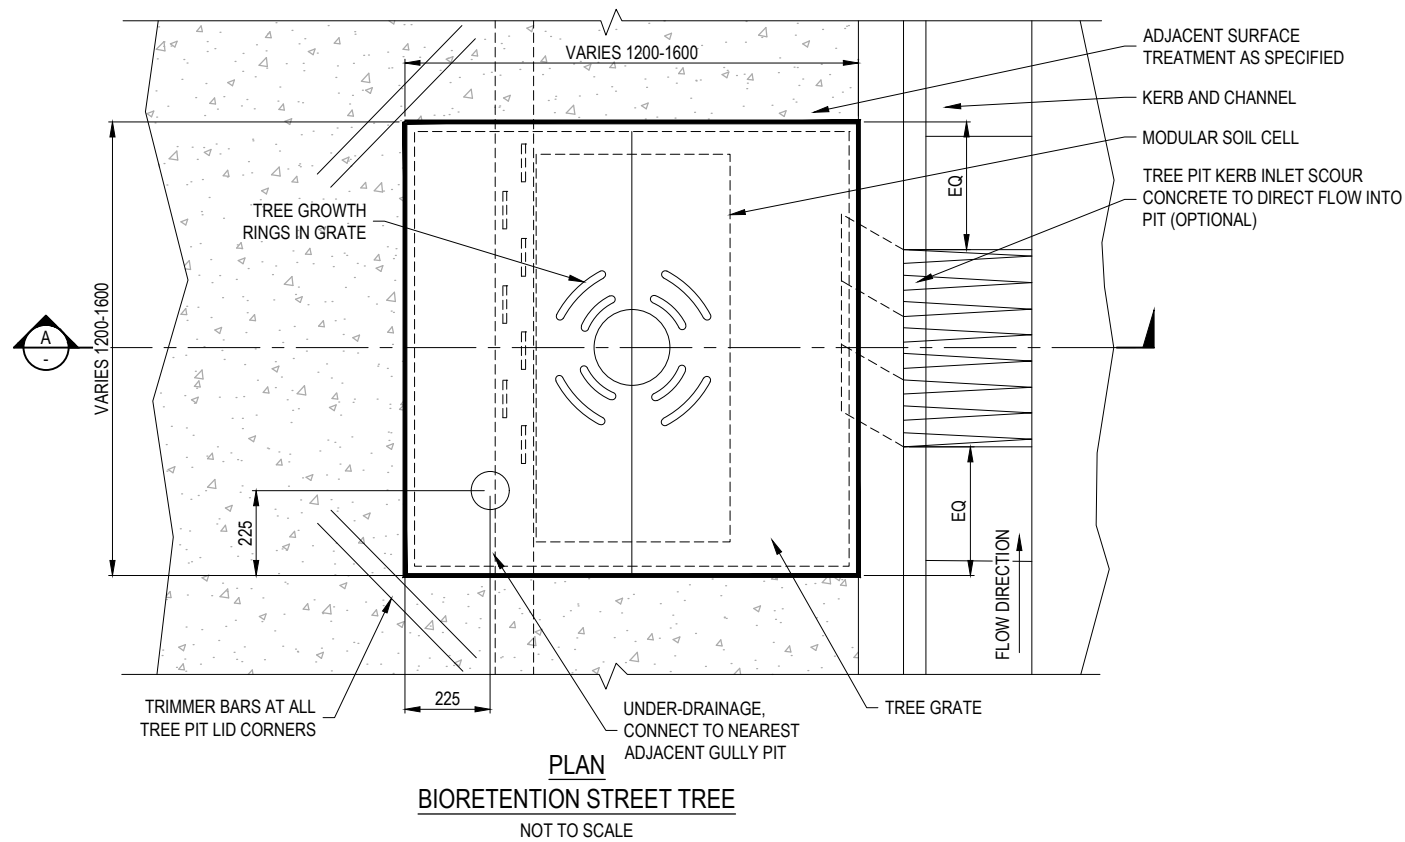 VARIES 1200-1600
ADJACENT SURFACE
TREATMENT AS SPECIFIED
KERB AND CHANNEL
MODULAR SOIL CELL
TREE PIT KERB INLET SCOUR
CONCRETE TO DIRECT FLOW INTO
PIT (OPTIONAL)
EQ
TREE GROWTH
RINGS IN GRATE
VARIES 1200-1600
A
-
225
EQ
FLOW DIRECTION
225
TRIMMER BARS AT ALL
TREE PIT LID CORNERS
UNDER-DRAINAGE,
CONNECT TO NEAREST
ADJACENT GULLY PIT
TREE GRATE
PLAN
BIORETENTION STREET TREE
NOT TO SCALE